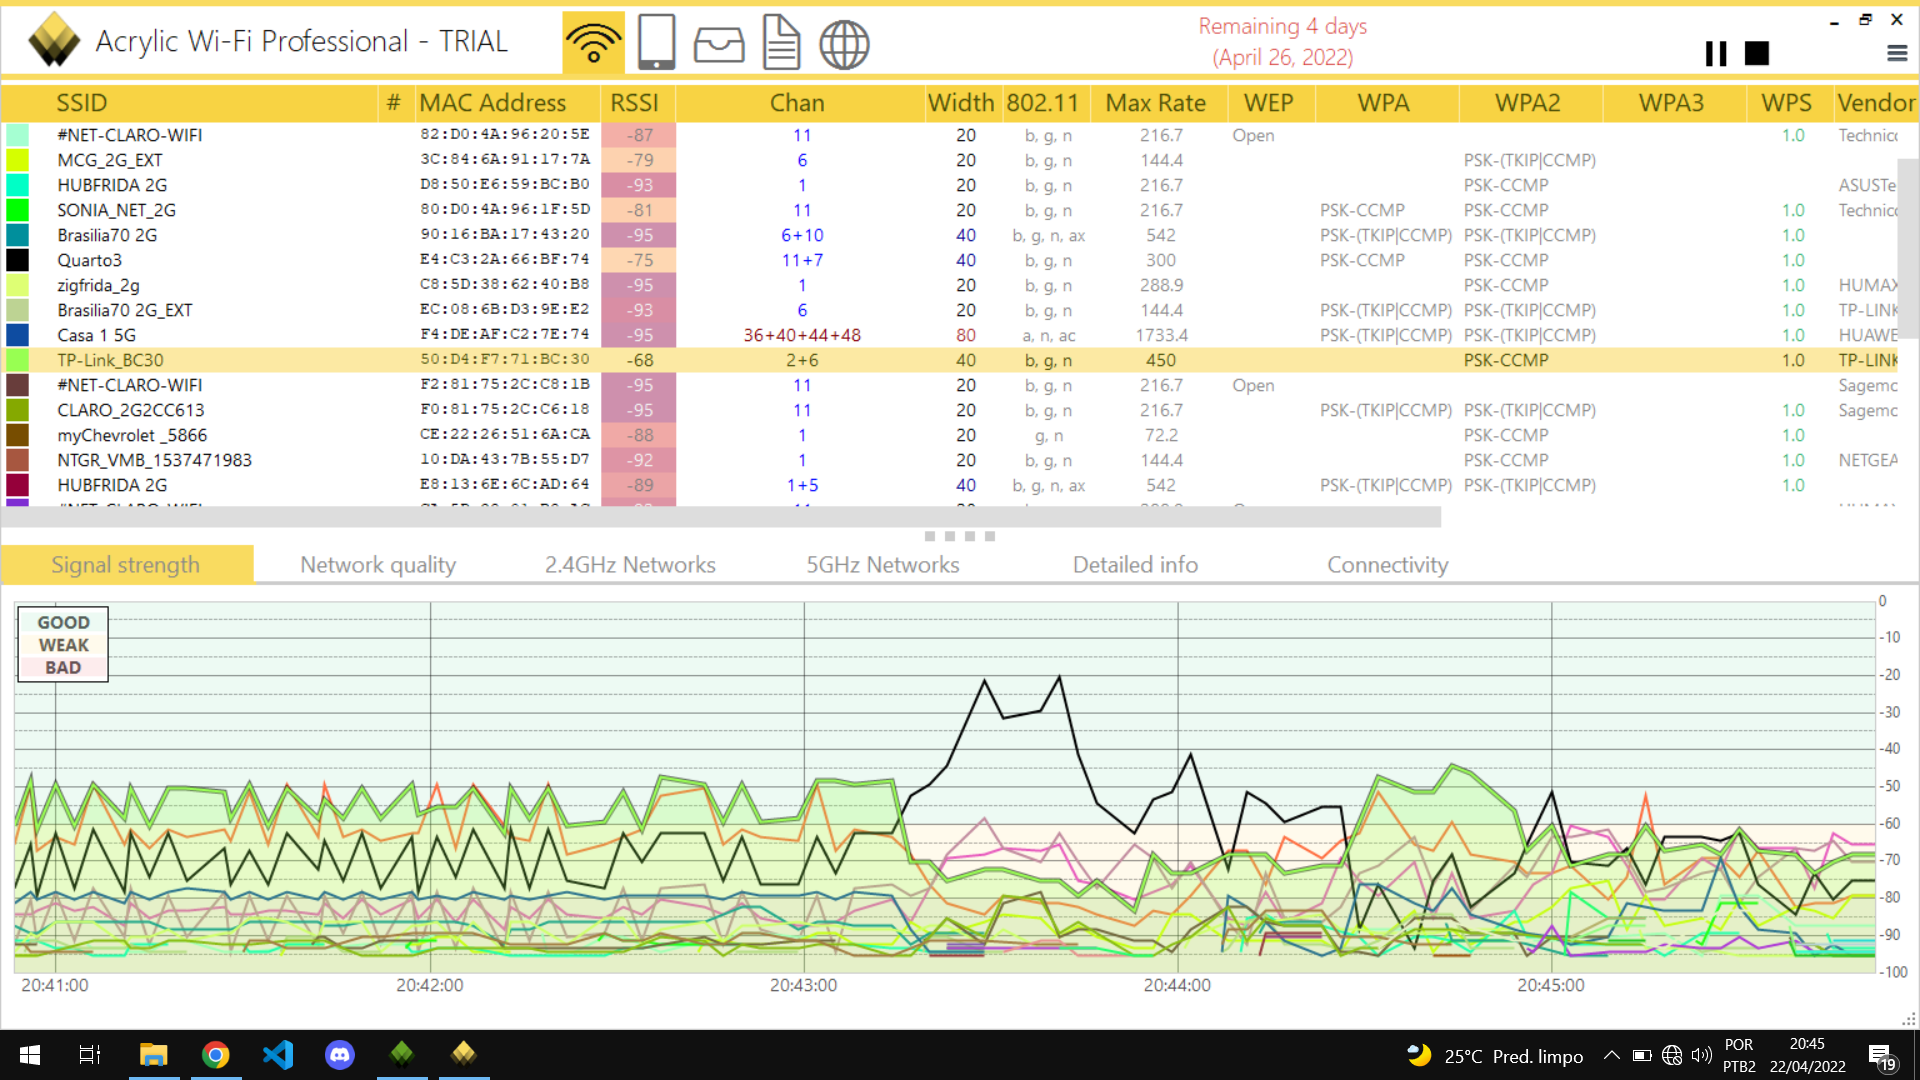 Acrylic Wi-Fi Professional - TRIAL
Remaining 4 days
(April 26, 2022)
SSID # MAC Address RSSI Chan Width 802.11 Max Rate WEP WPA WPA2 WPA3 WPS Vendor
#NET-CLARO-WIFI 82:D0:4A:96:20:5E -87 11 20 b, g, n 216.7 Open 1.0 Technico
MCG_2G_EXT 3C:84:6A:91:17:7A -79 6 20 b, g, n 144.4 PSK-(TKIP|CCMP)
HUBFRIDA 2G D8:50:E6:59:BC:B0 -93 1 20 b, g, n 216.7 PSK-CCMP ASUSTe
SONIA_NET_2G 80:D0:4A:96:1F:5D -81 11 20 b, g, n 216.7 PSK-CCMP PSK-CCMP 1.0 Technico
Brasilia70 2G 90:16:BA:17:43:20 -95 6+10 40 b, g, n, ax 542 PSK-(TKIP|CCMP) PSK-(TKIP|CCMP) 1.0
Quarto3 E4:C3:2A:66:BF:74 -75 11+7 40 b, g, n 300 PSK-CCMP PSK-CCMP 1.0
zigfrida_2g C8:5D:38:62:40:B8 -95 1 20 b, g, n 288.9 PSK-CCMP 1.0 HUMAX
Brasilia70 2G_EXT EC:08:6B:D3:9E:E2 -93 6 20 b, g, n 144.4 PSK-(TKIP|CCMP) PSK-(TKIP|CCMP) 1.0 TP-LINK
Casa 1 5G F4:DE:AF:C2:7E:74 -95 36+40+44+48 80 a, n, ac 1733.4 PSK-(TKIP|CCMP) PSK-(TKIP|CCMP) 1.0 HUAWE
TP-Link_BC30 50:D4:F7:71:BC:30 -68 2+6 40 b, g, n 450 PSK-CCMP 1.0 TP-LINK
#NET-CLARO-WIFI F2:81:75:2C:C8:1B -95 11 20 b, g, n 216.7 Open Sagemc
CLARO_2G2CC613 F0:81:75:2C:C6:18 -95 11 20 b, g, n 216.7 PSK-(TKIP|CCMP) PSK-(TKIP|CCMP) 1.0 Sagemc
myChevrolet _5866 CE:22:26:51:6A:CA -88 1 20 g, n 72.2 PSK-CCMP 1.0
NTGR_VMB_1537471983 10:DA:43:7B:55:D7 -92 1 20 b, g, n 144.4 PSK-CCMP 1.0 NETGEA
HUBFRIDA 2G E8:13:6E:6C:AD:64 -89 1+5 40 b, g, n, ax 542 PSK-(TKIP|CCMP) PSK-(TKIP|CCMP) 1.0
Signal strength Network quality 2.4GHz Networks 5GHz Networks Detailed info Connectivity
GOOD
WEAK
BAD
0
-10
-20
-30
-40
-50
-60
-70
-80
-90
-100
20:41:00 20:42:00 20:43:00 20:44:00 20:45:00
25°C Pred. limpo
POR
PTB2
20:45
22/04/2022
19